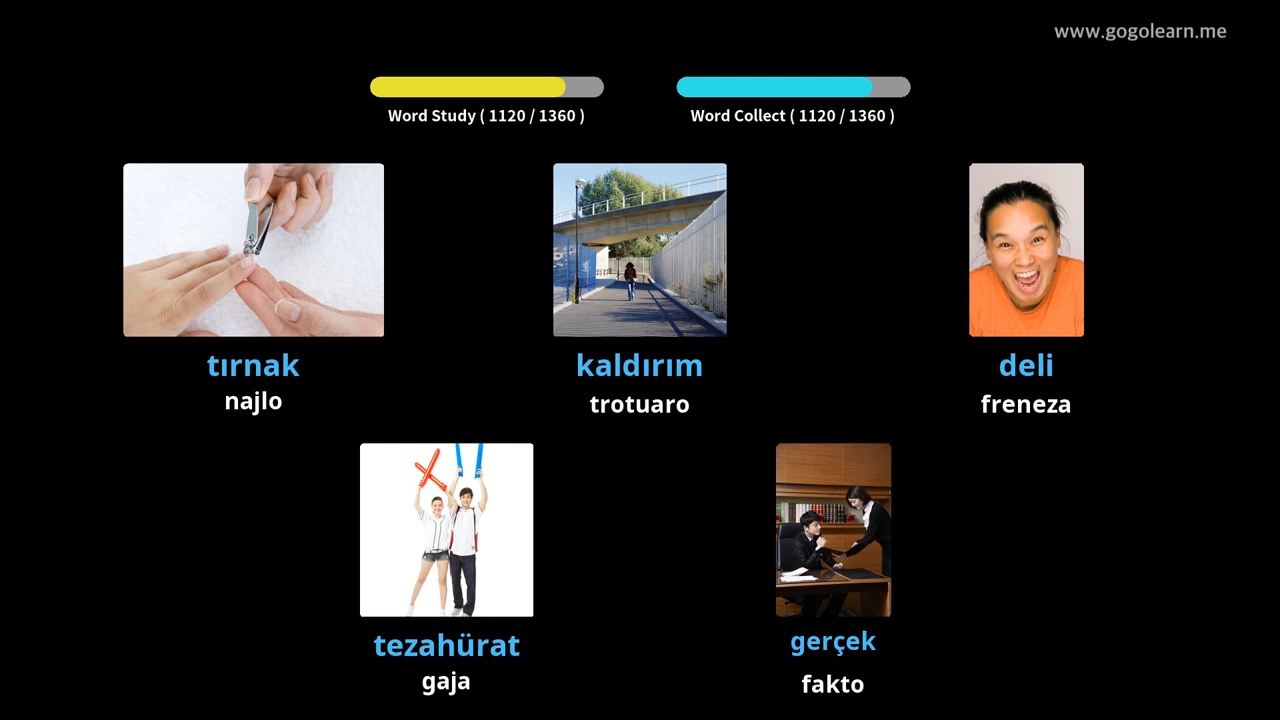 www.gogolearn.me
Word Study ( 1120 / 1360 )
Word Collect ( 1120 / 1360 )
tırnak
najlo
kaldırım
trotuaro
deli
freneza
tezahürat
gaja
gerçek
fakto